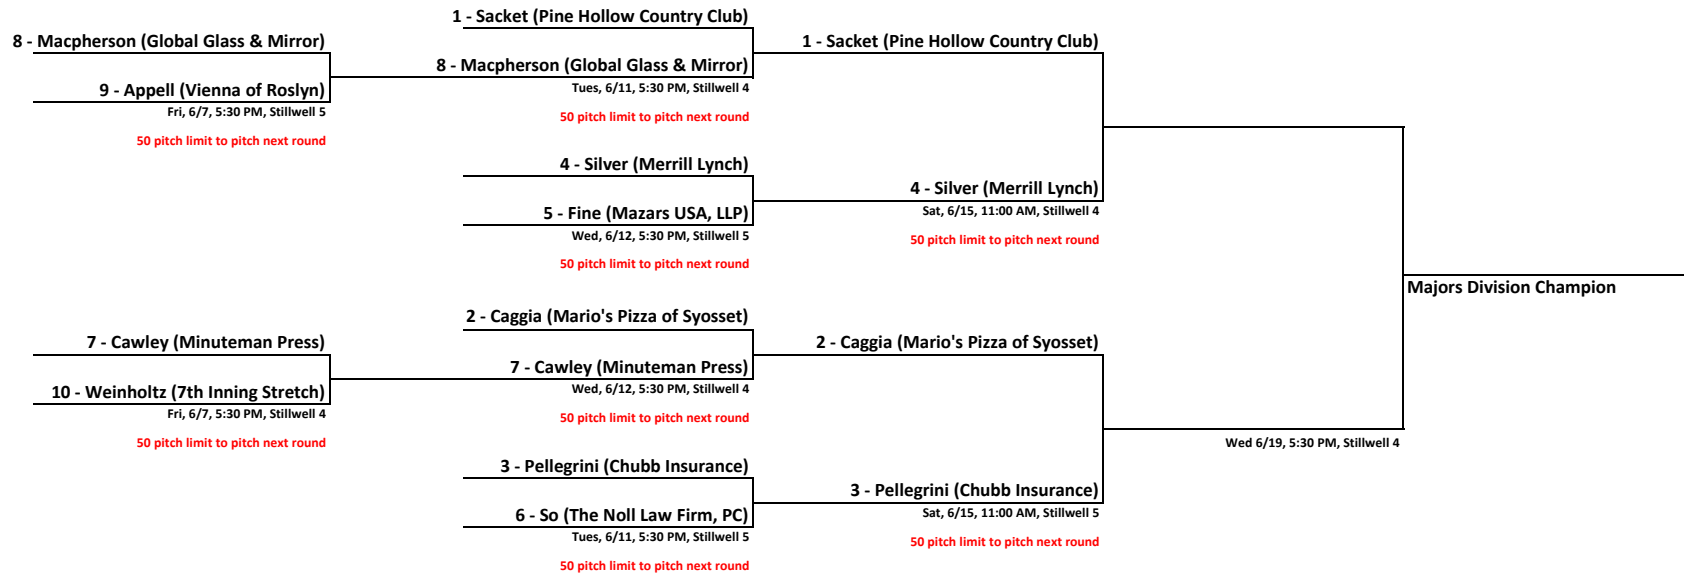 8 - Macpherson (Global Glass & Mirror)
9 - Appell (Vienna of Roslyn)
Fri, 6/7, 5:30 PM, Stillwell 5
50 pitch limit to pitch next round
7 - Cawley (Minuteman Press)
10 - Weinholtz (7th Inning Stretch)
Fri, 6/7, 5:30 PM, Stillwell 4
50 pitch limit to pitch next round
1 - Sacket (Pine Hollow Country Club)
8 - Macpherson (Global Glass & Mirror)
Tues, 6/11, 5:30 PM, Stillwell 4
50 pitch limit to pitch next round
4 - Silver (Merrill Lynch)
5 - Fine (Mazars USA, LLP)
Wed, 6/12, 5:30 PM, Stillwell 5
50 pitch limit to pitch next round
2 - Caggia (Mario's Pizza of Syosset)
7 - Cawley (Minuteman Press)
Wed, 6/12, 5:30 PM, Stillwell 4
50 pitch limit to pitch next round
3 - Pellegrini (Chubb Insurance)
6 - So (The Noll Law Firm, PC)
Tues, 6/11, 5:30 PM, Stillwell 5
50 pitch limit to pitch next round
1 - Sacket (Pine Hollow Country Club)
4 - Silver (Merrill Lynch)
Sat, 6/15, 11:00 AM, Stillwell 4
50 pitch limit to pitch next round
2 - Caggia (Mario's Pizza of Syosset)
3 - Pellegrini (Chubb Insurance)
Sat, 6/15, 11:00 AM, Stillwell 5
50 pitch limit to pitch next round
Wed 6/19, 5:30 PM, Stillwell 4
Majors Division Champion